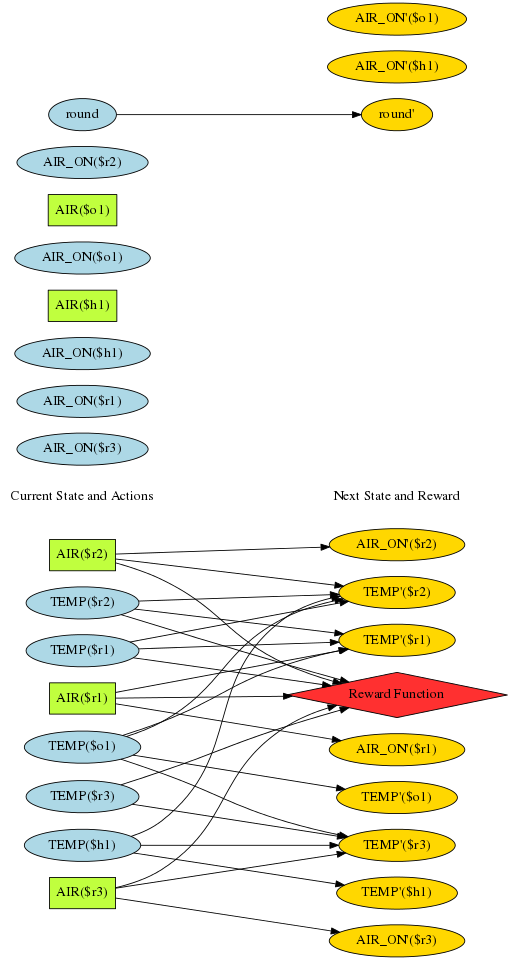 AIR_ON'($o1)
AIR_ON'($h1)
round
round'
AIR_ON($r2)
AIR($o1)
AIR_ON($o1)
AIR($h1)
AIR_ON($h1)
AIR_ON($r1)
AIR_ON($r3)
Current State and Actions
Next State and Reward
AIR($r2)
AIR_ON'($r2)
TEMP($r2)
TEMP'($r2)
TEMP($r1)
TEMP'($r1)
AIR($r1)
Reward Function
TEMP($o1)
AIR_ON'($r1)
TEMP($r3)
TEMP'($o1)
TEMP($h1)
TEMP'($r3)
AIR($r3)
TEMP'($h1)
AIR_ON'($r3)